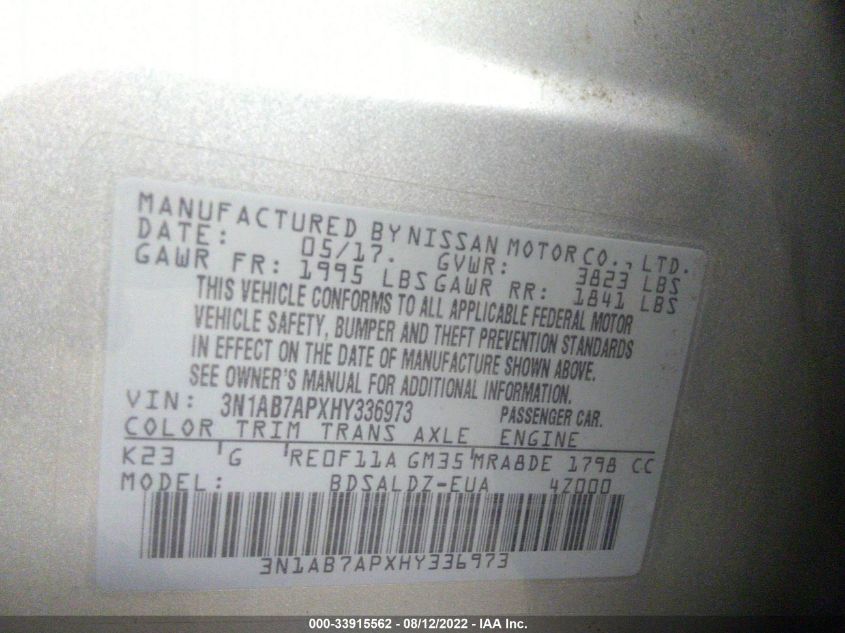 MANUFACTURED BY NISSAN MOTOR CO., LTD.
DATE: 05/17. GVWR: 3823 LBS
GAWR FR: 1995 LBS GAWR RR: 1841 LBS
THIS VEHICLE CONFORMS TO ALL APPLICABLE FEDERAL MOTOR
VEHICLE SAFETY, BUMPER AND THEFT PREVENTION STANDARDS
IN EFFECT ON THE DATE OF MANUFACTURE SHOWN ABOVE.
SEE OWNER'S MANUAL FOR ADDITIONAL INFORMATION.
VIN: 3N1AB7APXHY336973 PASSENGER CAR.
COLOR TRIM TRANS AXLE ENGINE
K23 G RE0F11A GM35 MRA8DE 1798 CC
MODEL: BDSALDZ-EUA 4Z000
3N1AB7APXHY336973
000-33915562 - 08/12/2022 - IAA Inc.